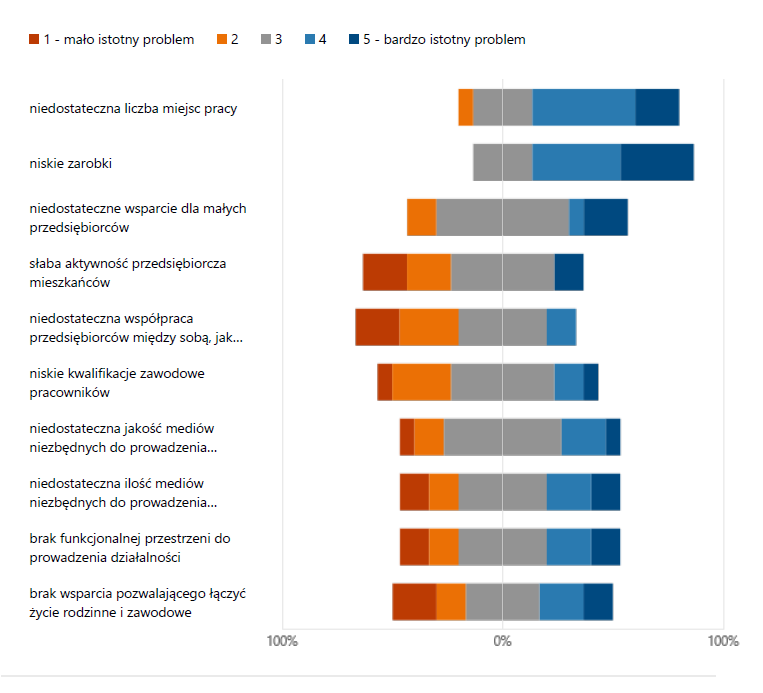 1 - mało istotny problem 2 3 4 5 - bardzo istotny problem
niedostateczna liczba miejsc pracy
niskie zarobki
niedostateczne wsparcie dla małych
przedsiębiorców
słaba aktywność przedsiębiorcza
mieszkańców
niedostateczna współpraca
przedsiębiorców między sobą, jak...
niskie kwalifikacje zawodowe
pracowników
niedostateczna jakość mediów
niezbędnych do prowadzenia...
niedostateczna ilość mediów
niezbędnych do prowadzenia...
brak funkcjonalnej przestrzeni do
prowadzenia działalności
brak wsparcia pozwalającego łączyć
życie rodzinne i zawodowe
100% 0% 100%